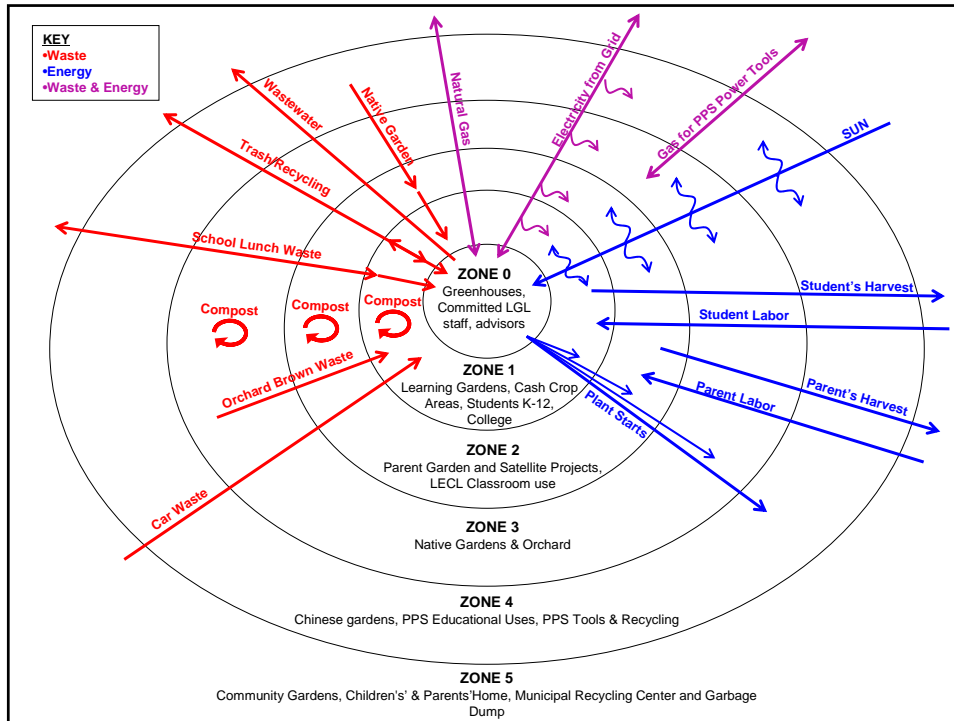 KEY
•Waste
•Energy
•Waste & Energy
Wastewater
Native Garden
Natural Gas
Electricity from Grid
Gas for PPS Power Tools
SUN
Trash/Recycling
School Lunch Waste
ZONE 0
Greenhouses,
Committed LGL
staff, advisors
Student's Harvest
Student Labor
Compost
Compost
Compost
Orchard Brown Waste
Car Waste
Parent's Harvest
Parent Labor
Plant Starts
ZONE 1
Learning Gardens, Cash Crop
Areas, Students K-12,
College
ZONE 2
Parent Garden and Satellite Projects,
LECL Classroom use
ZONE 3
Native Gardens & Orchard
ZONE 4
Chinese gardens, PPS Educational Uses, PPS Tools & Recycling
ZONE 5
Community Gardens, Children's' & Parents'Home, Municipal Recycling Center and Garbage
Dump